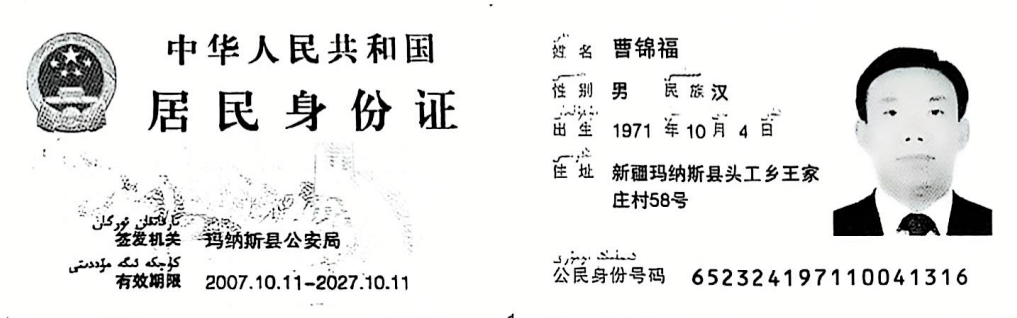 中华人民共和国
居民身份证
签发机关 玛纳斯县公安局
有效期限 2007.10.11-2027.10.11
姓名 曹锦福
性别 男 民族 汉
出生 1971 年 10 月 4 日
住址 新疆玛纳斯县头工乡王家
庄村58号
公民身份号码 652324197110041316